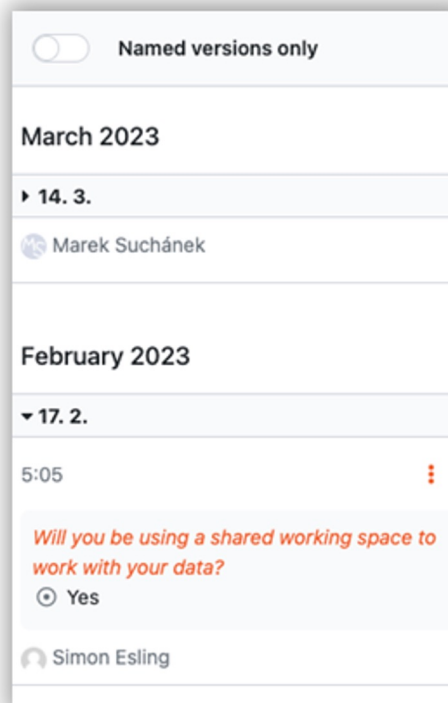 Named versions only
March 2023
14. 3.
MS Marek Suchánek
February 2023
17. 2.
5:05
Will you be using a shared working space to
work with your data?
Yes
Simon Esling